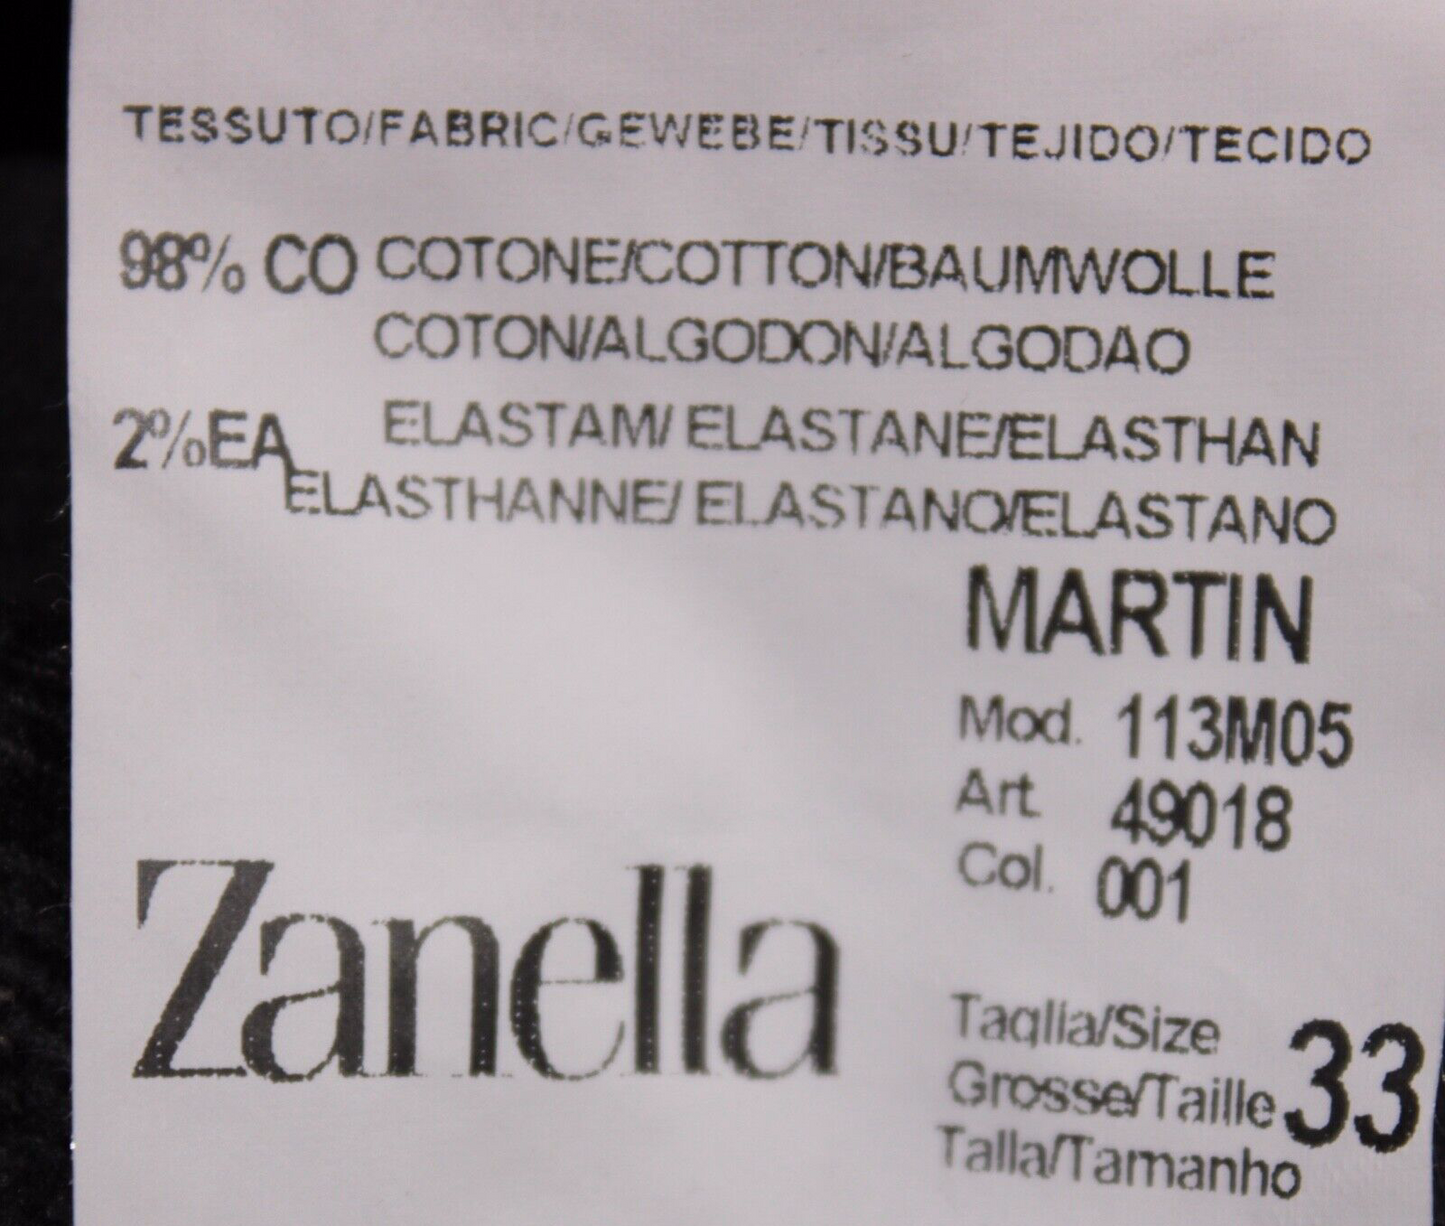 TESSUTO/FABRIC/GEWEBE/TISSU/TEJIDO/TECIDO
98% CO COTONE/COTTON/BAUMWOLLE
COTON/ALGODON/ALGODAO
2%EA ELASTAM/ ELASTANE/ELASTHAN
ELASTHANNE/ ELASTANO/ELASTANO
MARTIN
Mod. 113M05
Art. 49018
Col. 001
Zanella
Taglia/Size
Grosse/Taille 33
Talla/Tamanho